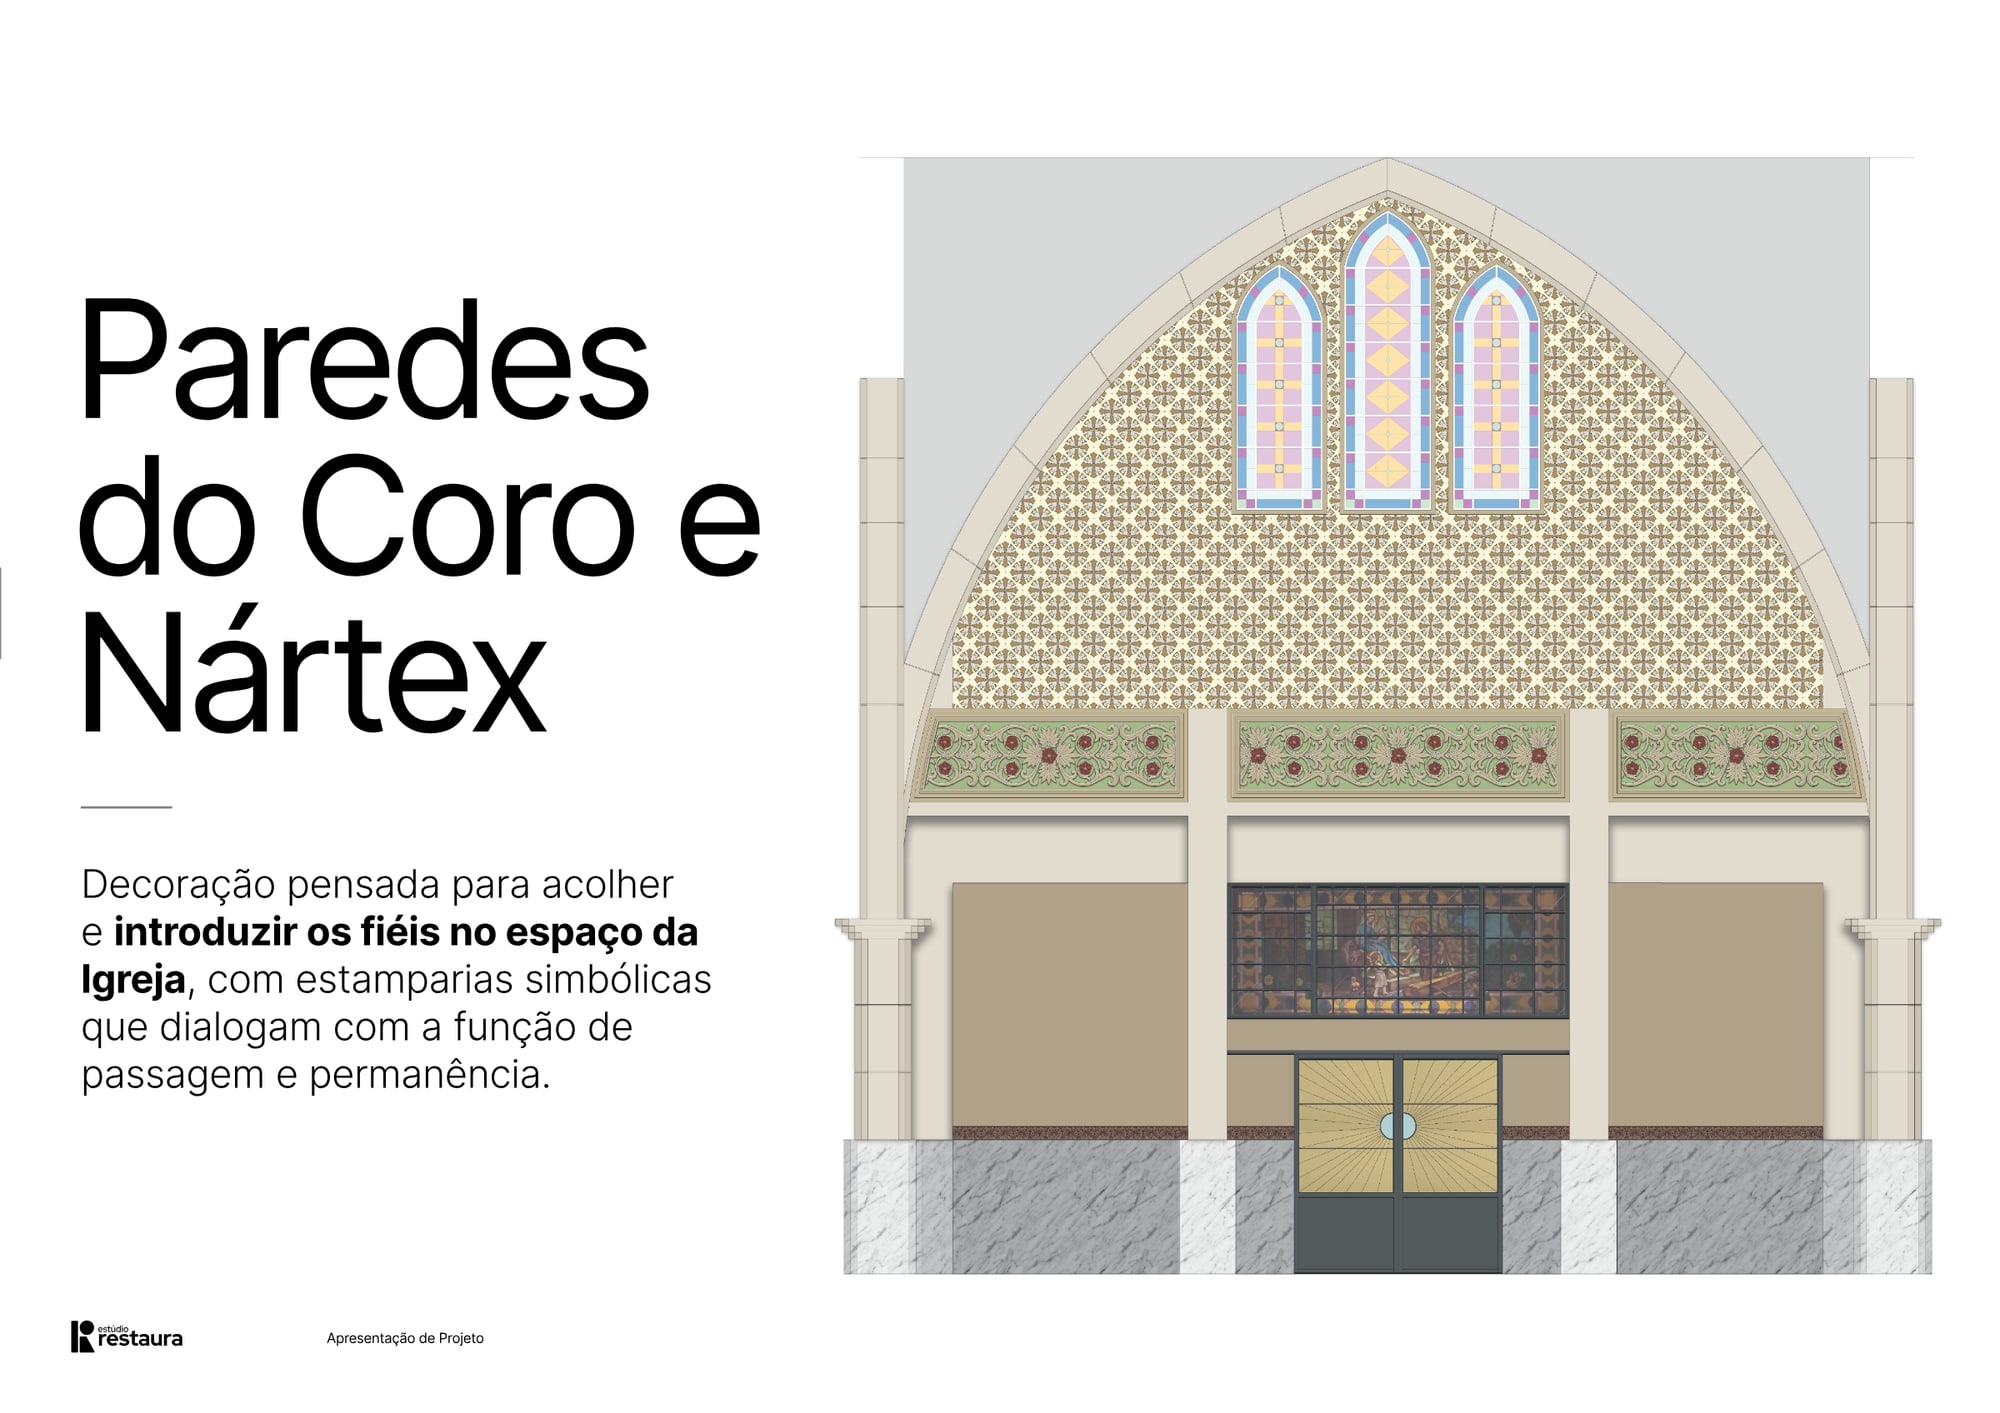 Paredes
do Coro e
Nártex
Decoração pensada para acolher
e introduzir os fiéis no espaço da
Igreja, com estamparias simbólicas
que dialogam com a função de
passagem e permanência.
estúdio
restaura
Apresentação de Projeto